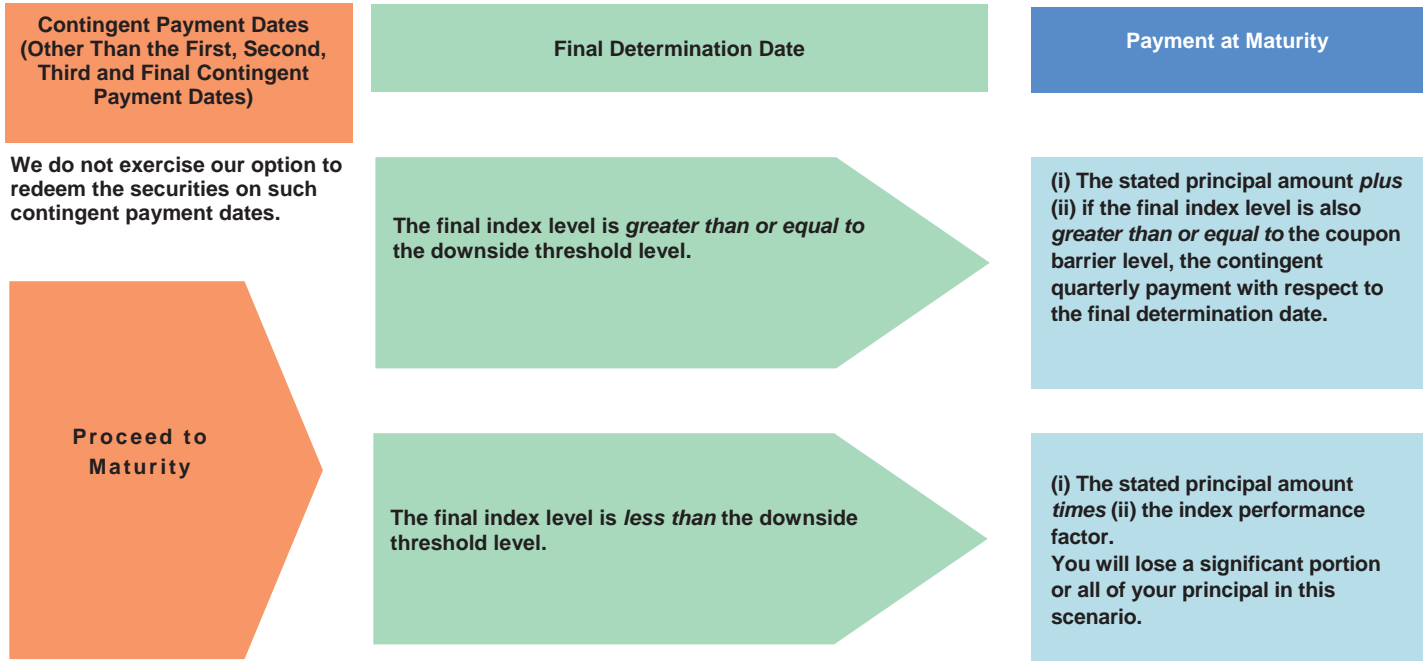 Contingent Payment Dates
(Other Than the First, Second,
Third and Final Contingent
Payment Dates)
Final Determination Date
Payment at Maturity
We do not exercise our option to
redeem the securities on such
contingent payment dates.
Proceed to
Maturity
The final index level is greater than or equal to
the downside threshold level.
(i) The stated principal amount plus
(ii) if the final index level is also
greater than or equal to the coupon
barrier level, the contingent
quarterly payment with respect to
the final determination date.
The final index level is less than the downside
threshold level.
(i) The stated principal amount
times (ii) the index performance
factor.
You will lose a significant portion
or all of your principal in this
scenario.